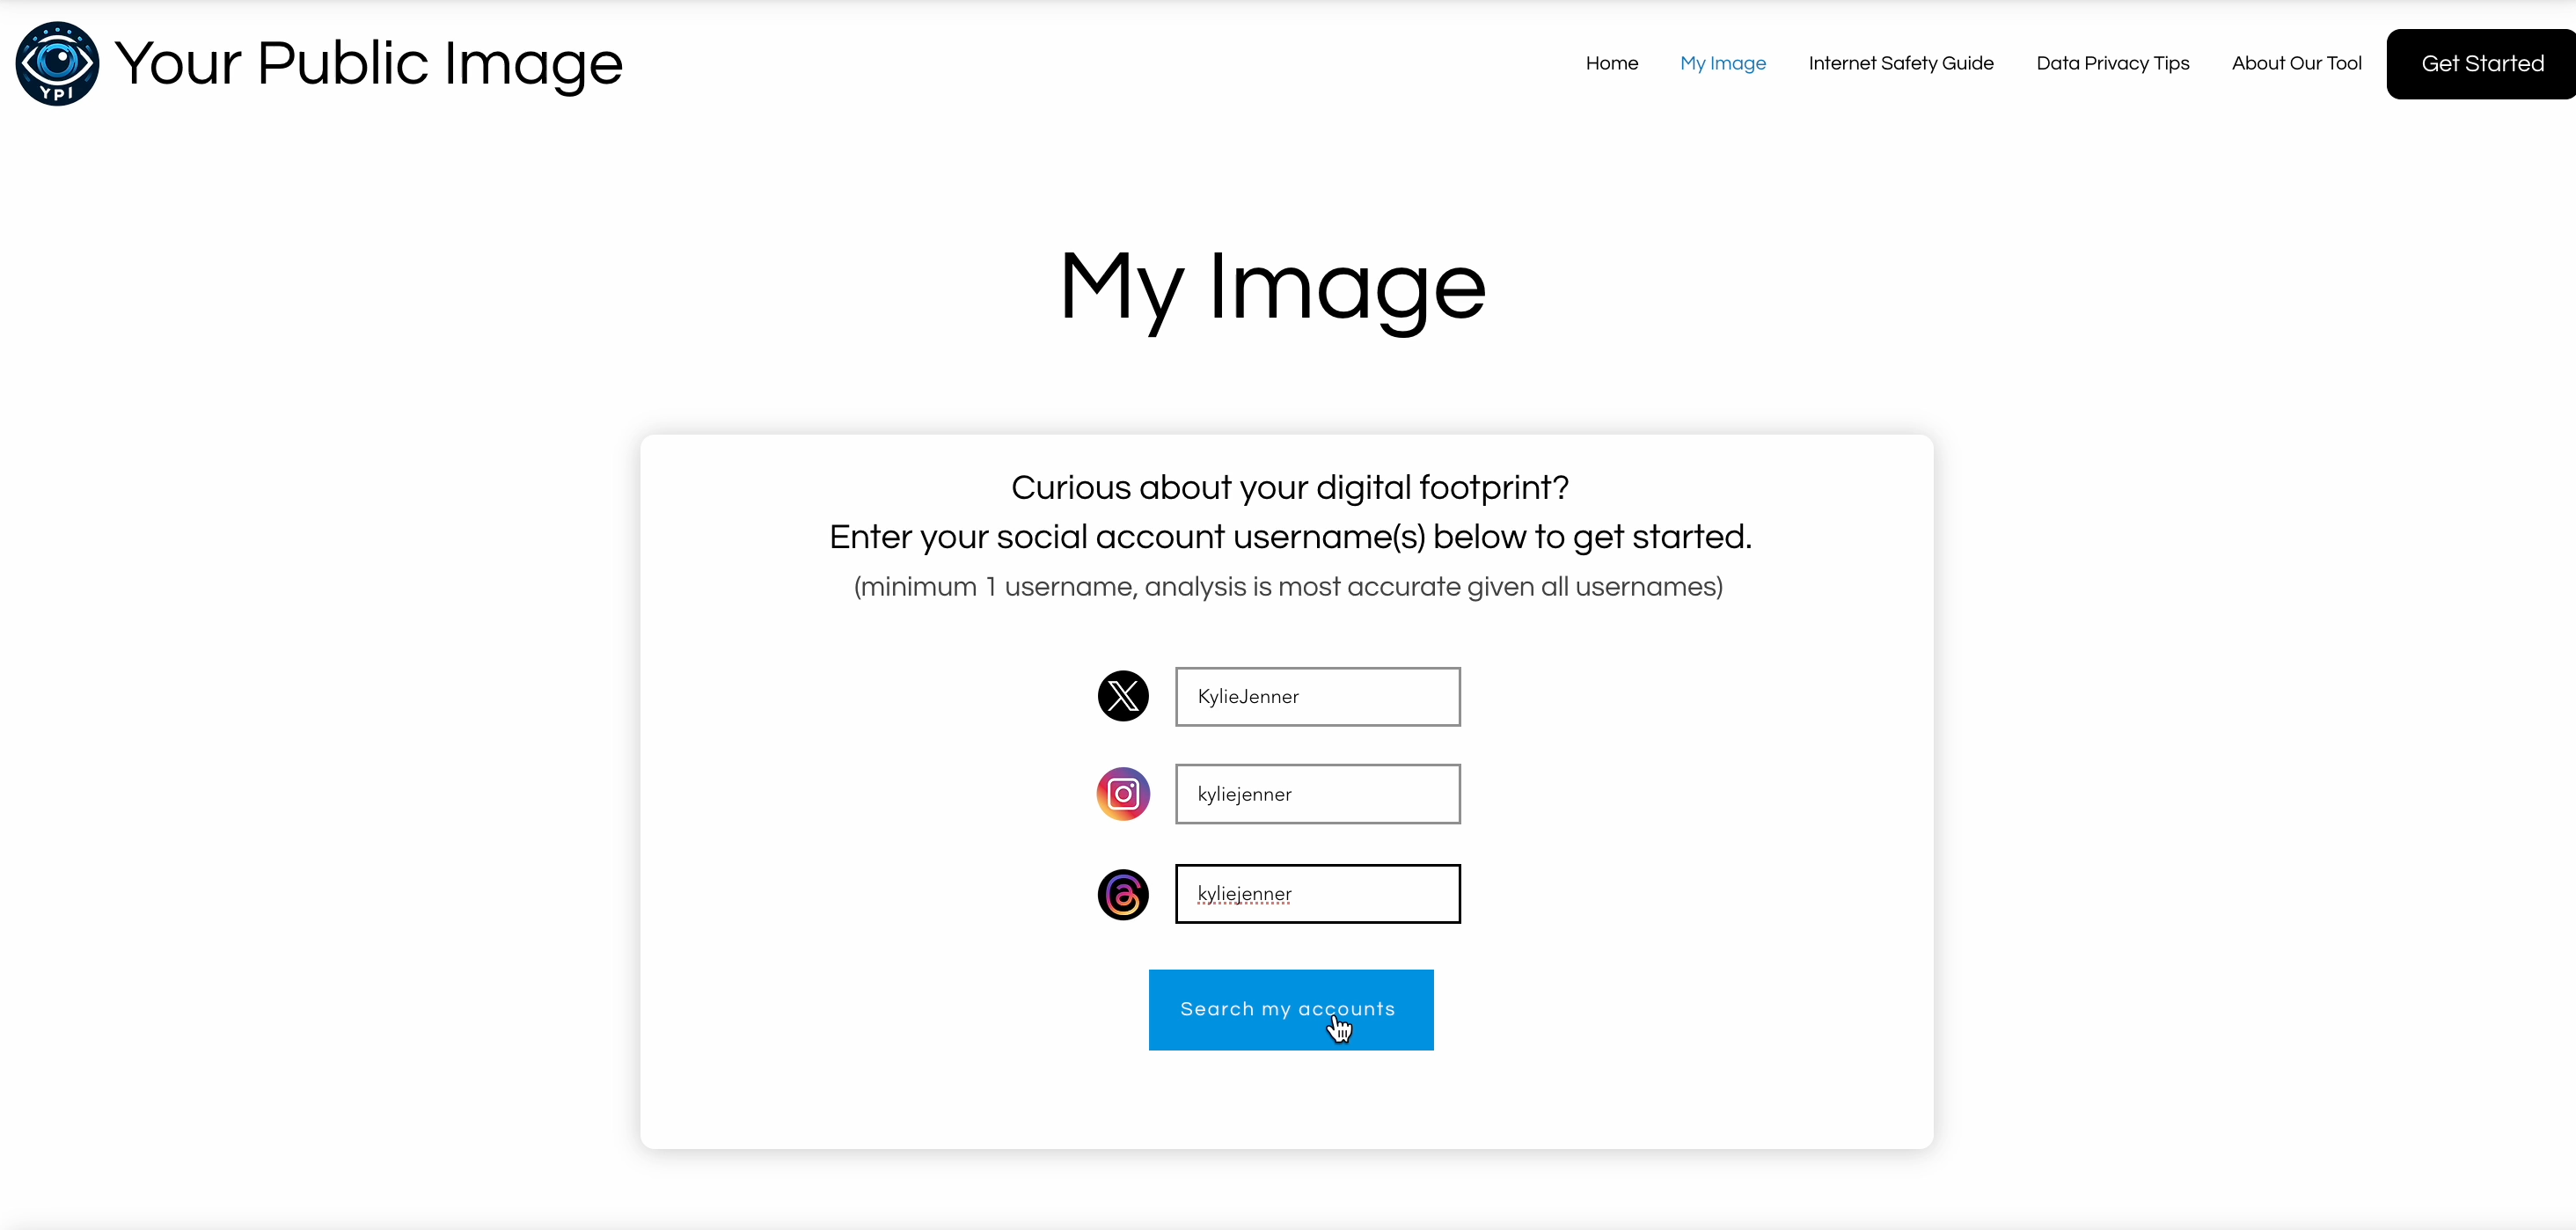 YPI
Your Public Image
Home
My Image
Internet Safety Guide
Data Privacy Tips
About Our Tool
Get Started
My Image
Curious about your digital footprint?
Enter your social account username(s) below to get started.
(minimum 1 username, analysis is most accurate given all usernames)
KylieJenner
kyliejenner
kyliejenner
Search my accounts